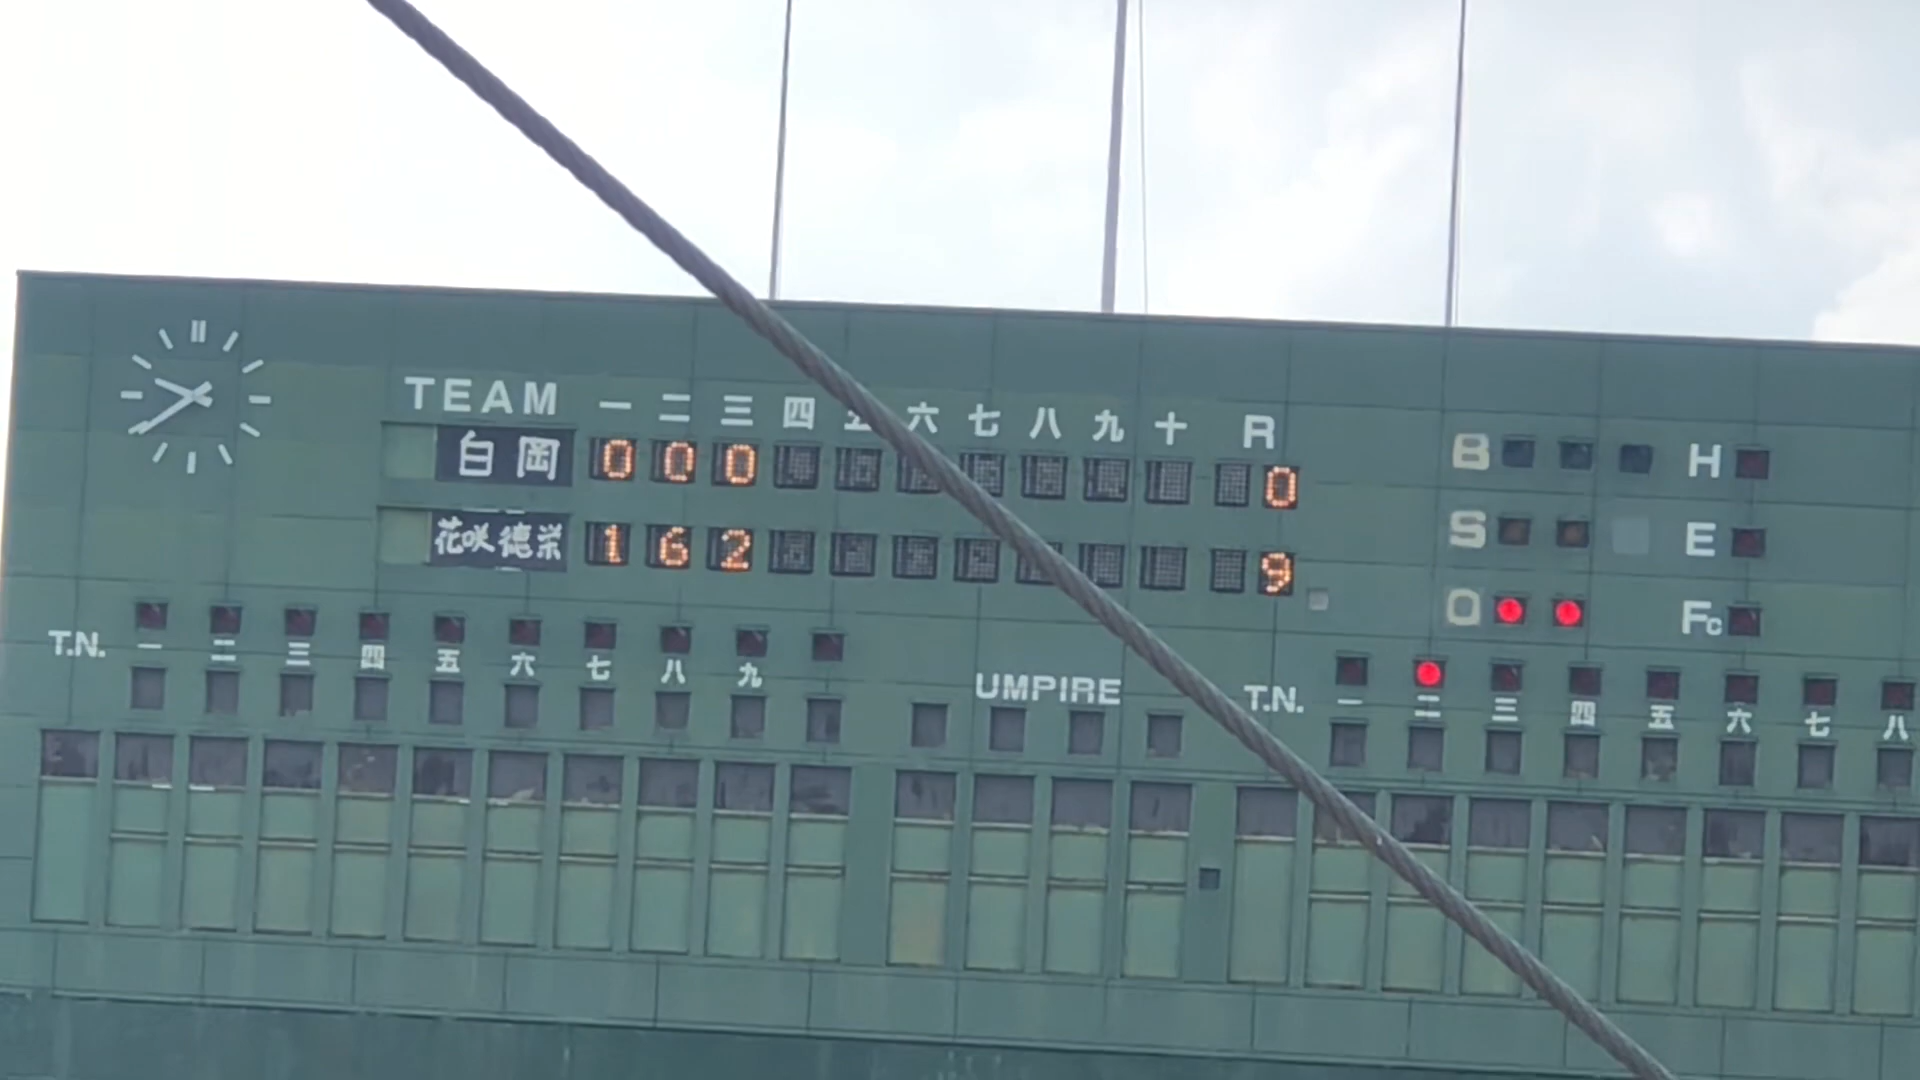 TEAM 一 二 三 四 五 六 七 八 九 十 R
白岡 0 0 0 0
花咲徳栄 1 6 2 9
B H
S E
O Fc
T.N. 一 二 三 四 五 六 七 八 九
UMPIRE
T.N. 一 二 三 四 五 六 七 八